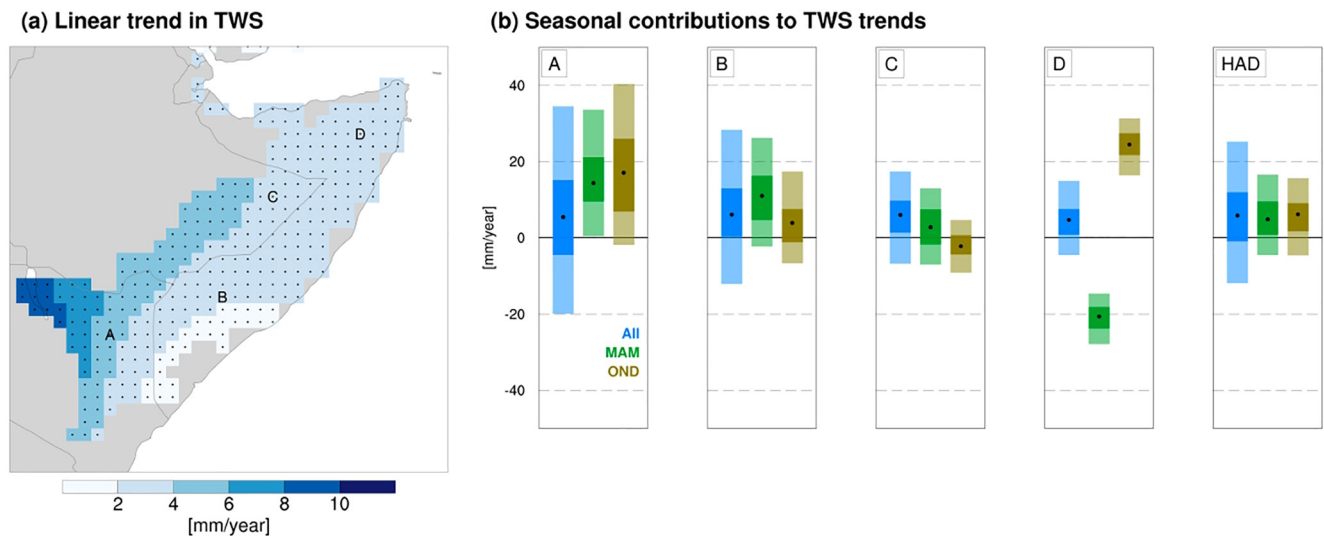 (a) Linear trend in TWS
D
C
B
A
2 4 6 8 10
[mm/year]
(b) Seasonal contributions to TWS trends
A B C D HAD
40
20
0
-20
-40
[mm/year]
All
MAM
OND